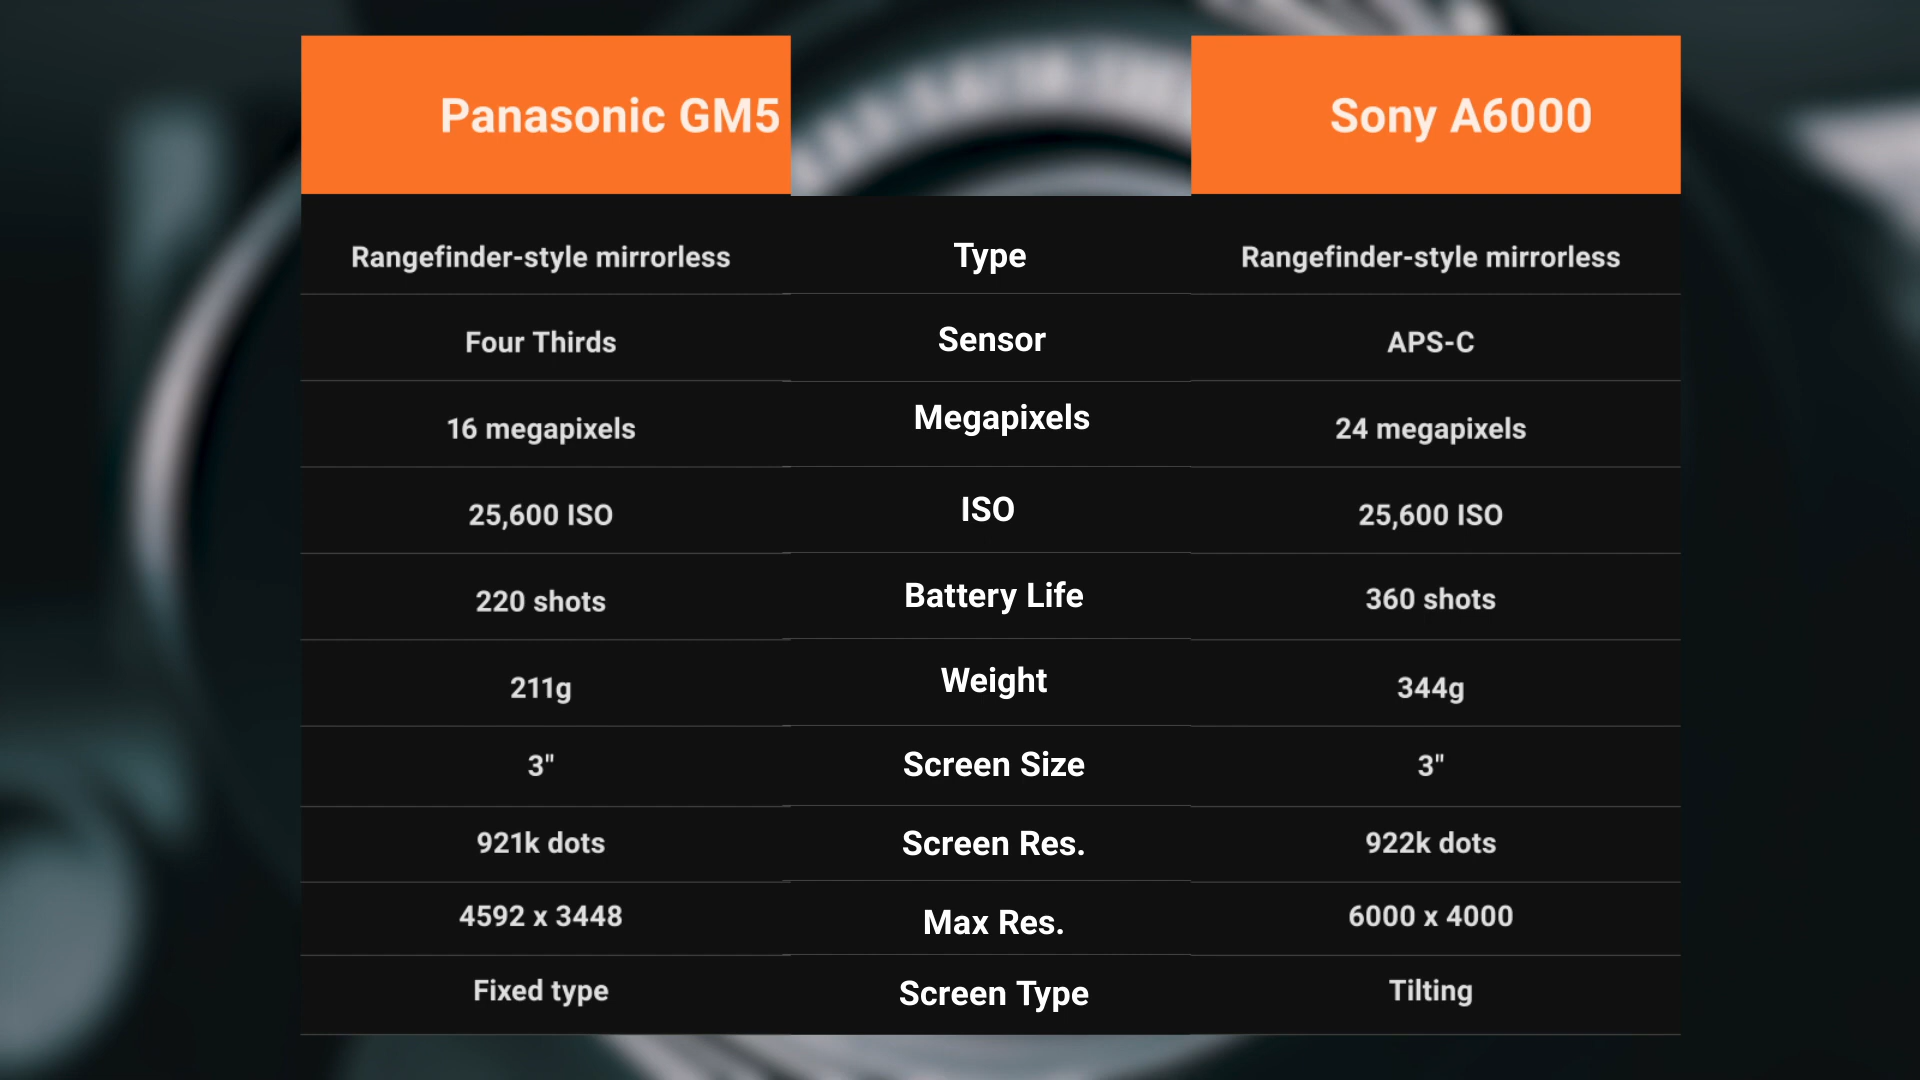 Panasonic GM5 Sony A6000
Rangefinder-style mirrorless Type Rangefinder-style mirrorless
Four Thirds Sensor APS-C
16 megapixels Megapixels 24 megapixels
25,600 ISO ISO 25,600 ISO
220 shots Battery Life 360 shots
211g Weight 344g
3" Screen Size 3"
921k dots Screen Res. 922k dots
4592 x 3448 Max Res. 6000 x 4000
Fixed type Screen Type Tilting